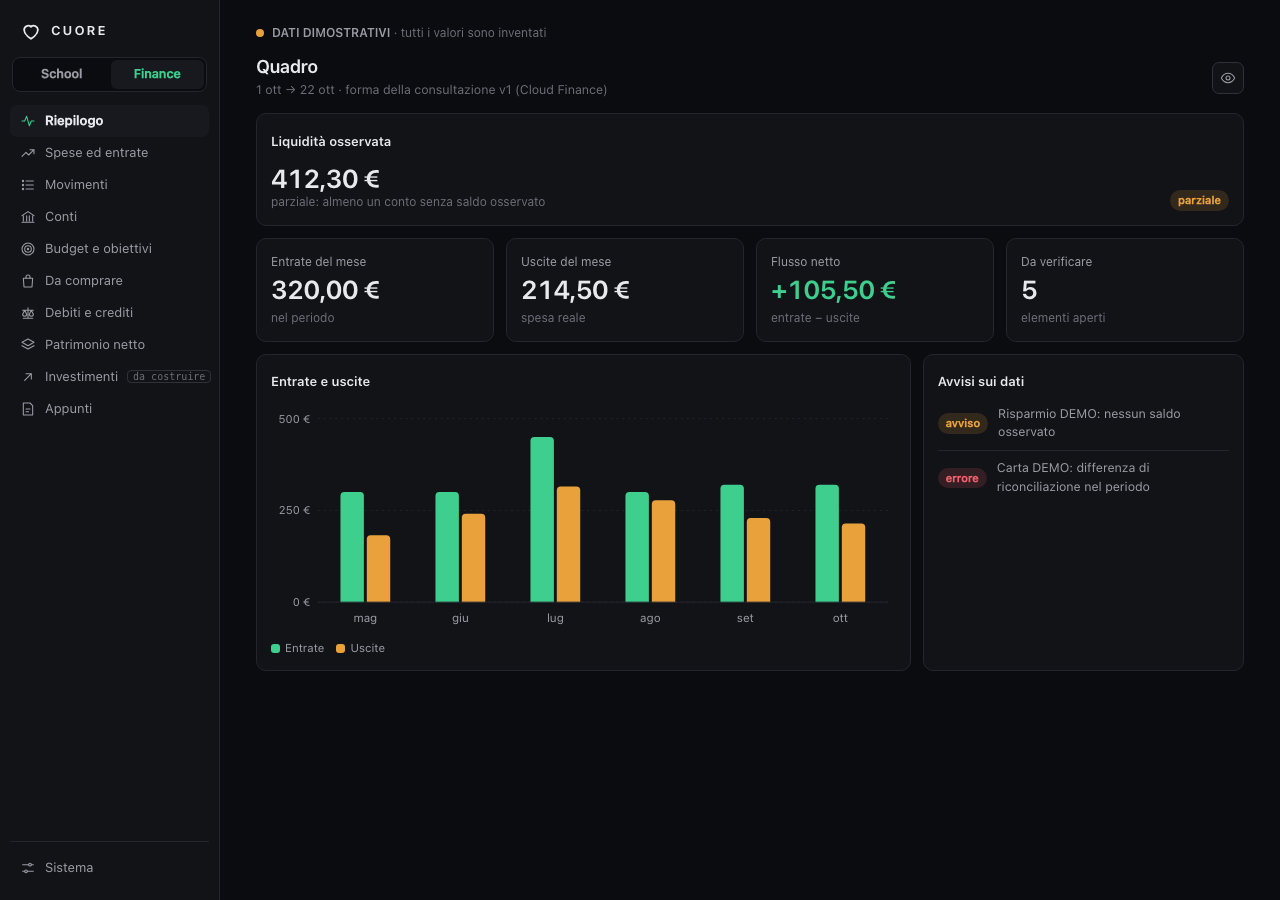 CUORE
School
Finance
Riepilogo
Spese ed entrate
Movimenti
Conti
Budget e obiettivi
Da comprare
Debiti e crediti
Patrimonio netto
Investimenti da costruire
Appunti
Sistema
DATI DIMOSTRATIVI · tutti i valori sono inventati
Quadro
1 ott → 22 ott · forma della consultazione v1 (Cloud Finance)
Liquidità osservata
412,30 €
parziale: almeno un conto senza saldo osservato
parziale
Entrate del mese
320,00 €
nel periodo
Uscite del mese
214,50 €
spesa reale
Flusso netto
+105,50 €
entrate − uscite
Da verificare
5
elementi aperti
Entrate e uscite
500 €
250 €
0 €
mag giu lug ago set ott
Entrate Uscite
Avvisi sui dati
avviso
Risparmio DEMO: nessun saldo
osservato
errore
Carta DEMO: differenza di
riconciliazione nel periodo